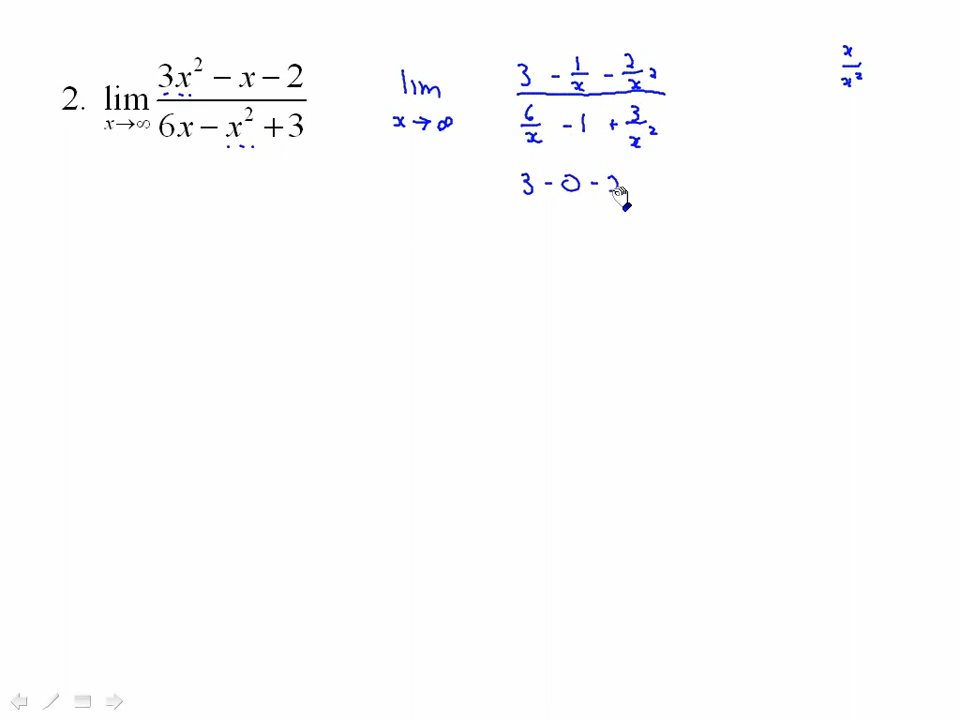 2. lim x→∞ (3x² − x − 2)/(6x − x² + 3)
lim x→∞ (3 − 1/x − 2/x²)/(6/x − 1 + 3/x²)
x/x²
3 − 0 −